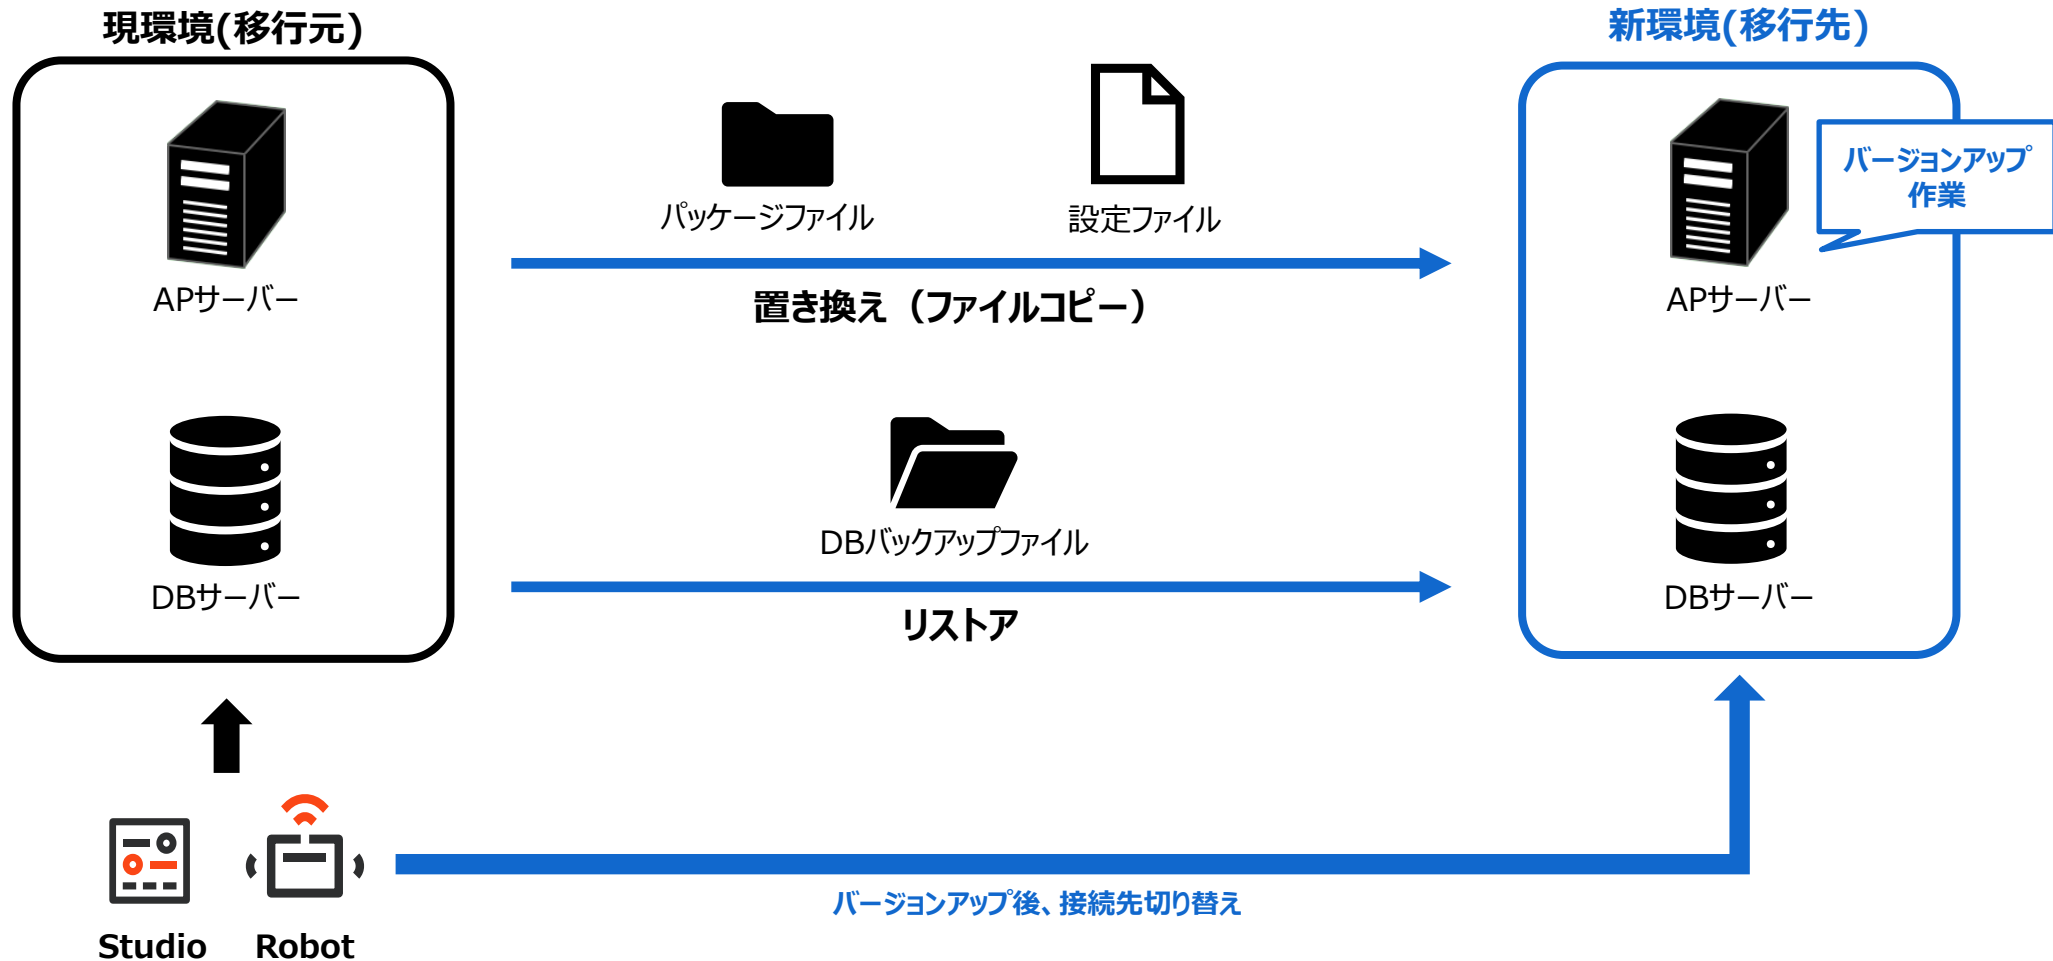 現環境(移行元)
新環境(移行先)
バージョンアップ
作業
パッケージファイル
設定ファイル
APサーバー
置き換え（ファイルコピー）
APサーバー
DBバックアップファイル
DBサーバー
リストア
DBサーバー
バージョンアップ後、接続先切り替え
Studio
Robot